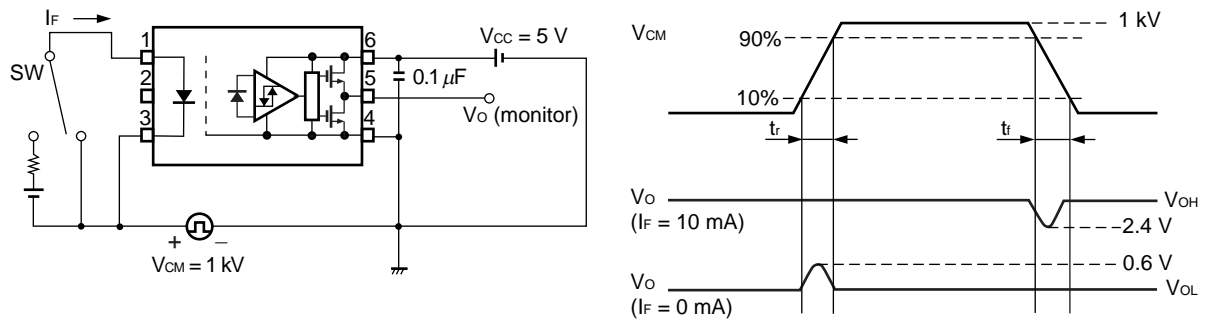 IF
SW
1
2
3
6
5
4
VCC = 5 V
0.1 μF
VO (monitor)
+ –
VCM = 1 kV
VCM
1 kV
90%
10%
tr
tf
VO
(IF = 10 mA)
VOH
2.4 V
VO
(IF = 0 mA)
0.6 V
VOL